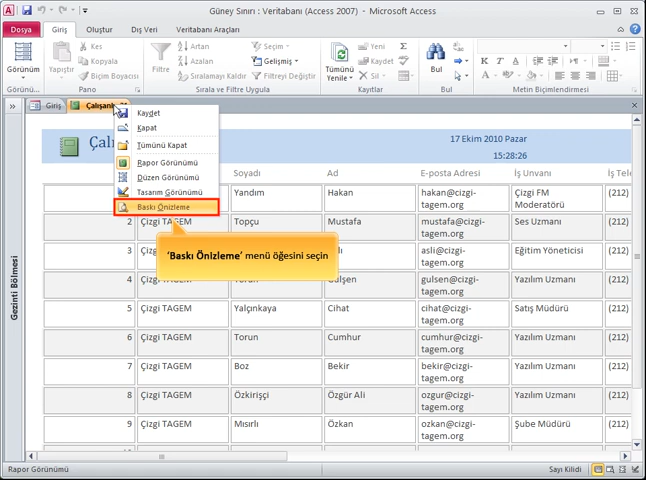 Güney Sınırı : Veritabanı (Access 2007) - Microsoft Access
Dosya Giriş Oluştur Dış Veri Veritabanı Araçları
Görünüm
Görünü...
Yapıştır
Kes
Kopyala
Biçim Boyacısı
Pano
Filtre
Artan
Azalan
Sıralamayı Kaldır
Seçim
Gelişmiş
Filtreyi Değiştir
Sırala ve Filtre Uygula
Tümünü Yenile
Yeni
Kaydet
Sil
Kayıtlar
Bul
Bul
K T A
Metin Biçimlendirme
Giriş
Çalışanl
Kaydet
Kapat
Tümünü Kapat
Rapor Görünümü
Düzen Görünümü
Tasarım Görünümü
Baskı Önizleme
'Baskı Önizleme' menü öğesini seçin
Gezinti Bölmesi
17 Ekim 2010 Pazar
15:28:26
Soyadi Ad E-posta Adresi İş Unvanı İş Tele
Yandım Hakan hakan@cizgi-tagem.org Çizgi FM Moderatörü (212)
2 Çizgi TAGEM Topçu Mustafa mustafa@cizgi-tagem.org Ses Uzmanı (212)
3 asli@cizgi-tagem.org Eğitim Yöneticisi (212)
4 Çizgi TAGEM Gülşen gulsen@cizgi-tagem.org Yazılım Uzmanı (212)
5 Çizgi TAGEM Yalçınkaya Cihat cihat@cizgi-tagem.org Satış Müdürü (212)
6 Çizgi TAGEM Torun Cumhur cumhur@cizgi-tagem.org Yazılım Uzmanı (212)
7 Çizgi TAGEM Boz Bekir bekir@cizgi-tagem.org Yazılım Uzmanı (212)
8 Çizgi TAGEM Özkirişçi Özgür Ali ozgur@cizgi-tagem.org Yazılım Uzmanı (212)
9 Çizgi TAGEM Mısırlı Özkan ozkan@cizgi-tagem.org Şube Müdürü (212)
Rapor Görünümü
Sayı Kilidi